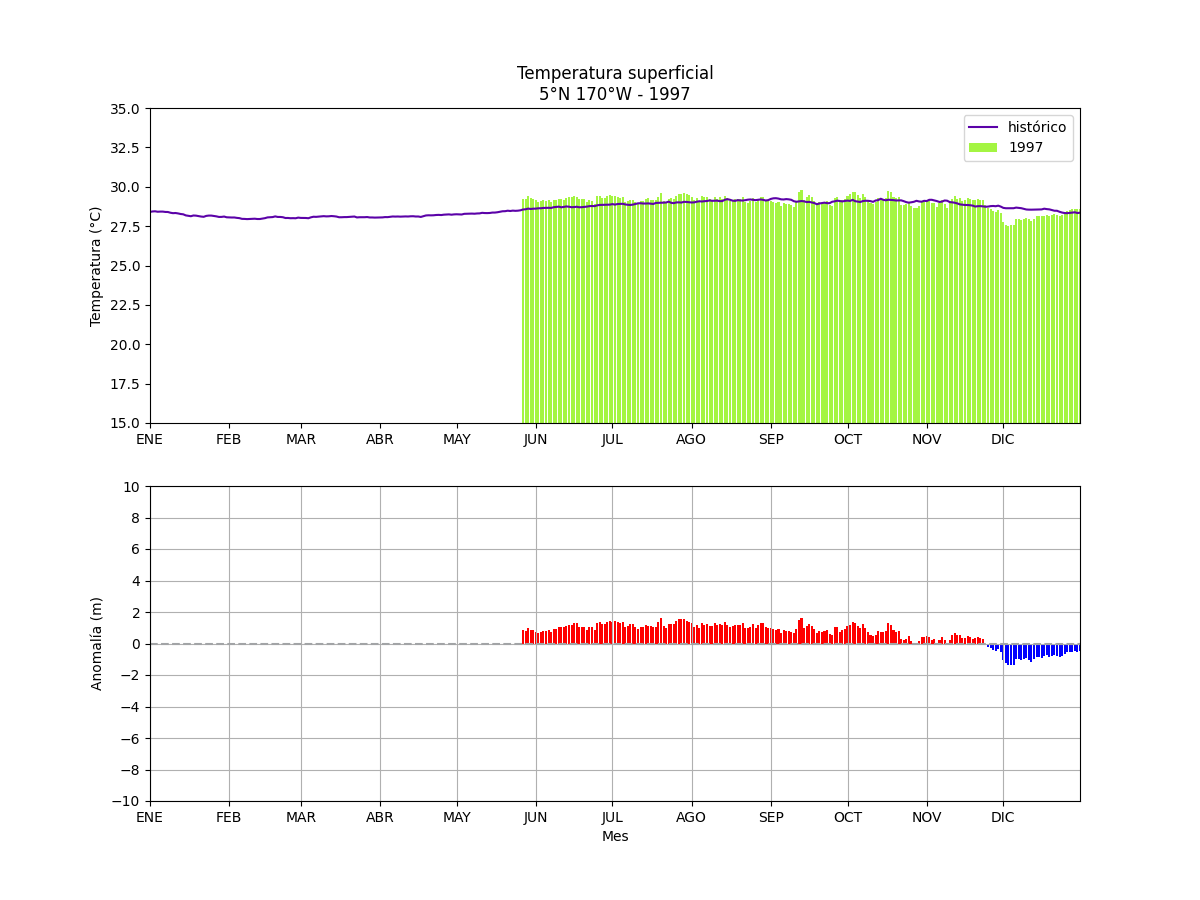 Temperatura superficial
5°N 170°W - 1997
35.0
32.5
30.0
27.5
25.0
22.5
20.0
17.5
15.0
Temperatura (°C)
histórico
1997
ENE FEB MAR ABR MAY JUN JUL AGO SEP OCT NOV DIC
10
8
6
4
2
0
−2
−4
−6
−8
−10
Anomalía (m)
ENE FEB MAR ABR MAY JUN JUL AGO SEP OCT NOV DIC
Mes